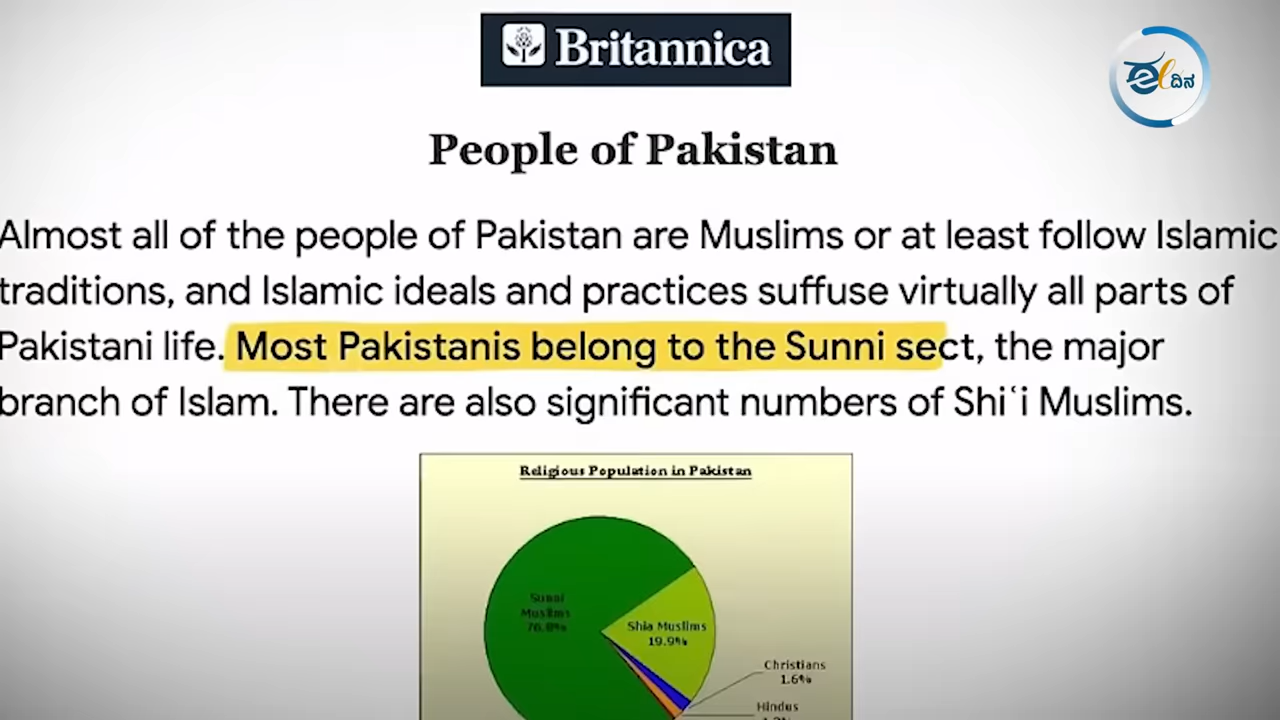 Britannica
ದಿನ
People of Pakistan
Almost all of the people of Pakistan are Muslims or at least follow Islamic
traditions, and Islamic ideals and practices suffuse virtually all parts of
Pakistani life. Most Pakistanis belong to the Sunni sect, the major
branch of Islam. There are also significant numbers of Shiʿi Muslims.
Religious Population in Pakistan
Sunni
Muslims
76.8%
Shia Muslims
19.9%
Christians
1.6%
Hindus